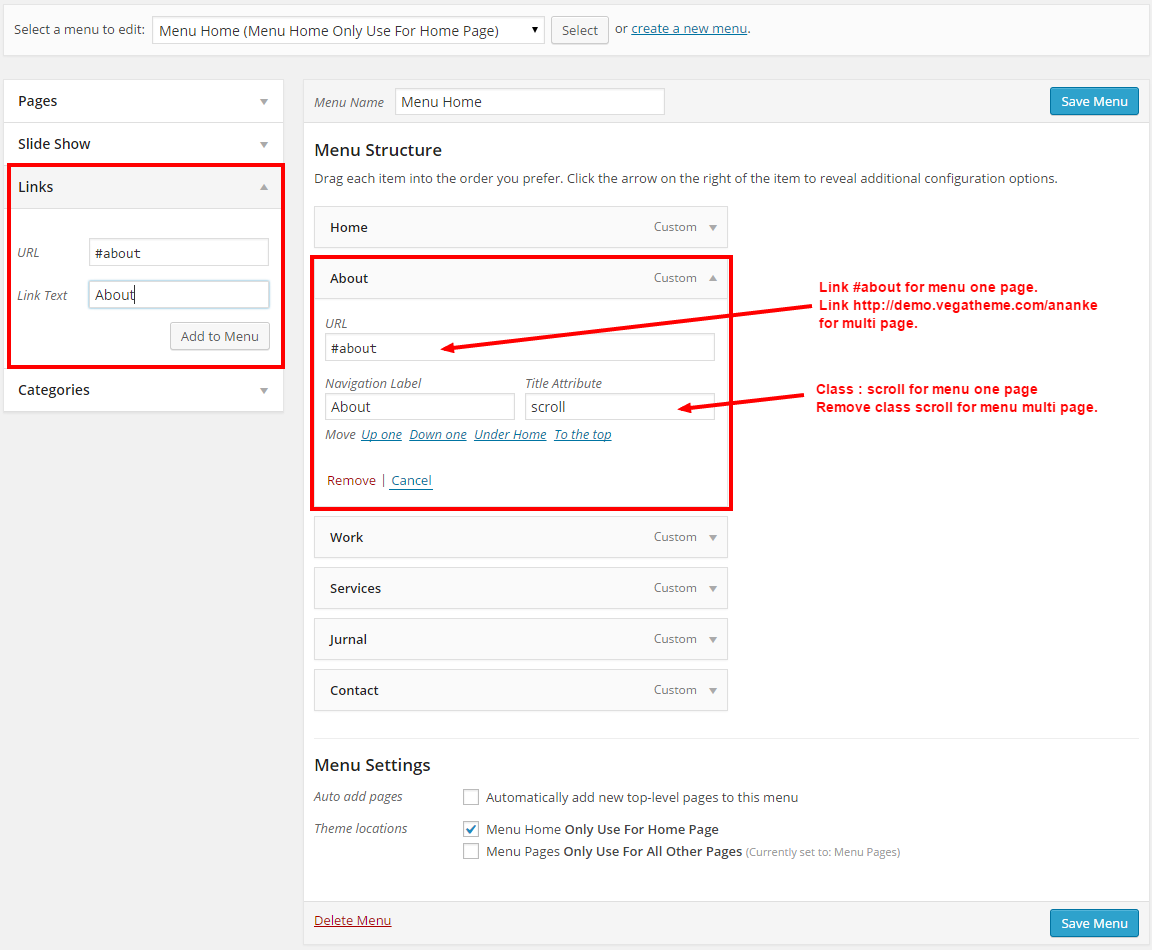 Select a menu to edit: Menu Home (Menu Home Only Use For Home Page) Select or create a new menu.
Pages
Slide Show
Links
URL #about
Link Text About
Add to Menu
Categories
Menu Name Menu Home Save Menu
Menu Structure
Drag each item into the order you prefer. Click the arrow on the right of the item to reveal additional configuration options.
Home Custom
About Custom
URL
#about
Navigation Label Title Attribute
About scroll
Move Up one Down one Under Home To the top
Remove | Cancel
Link #about for menu one page.
Link http://demo.vegatheme.com/ananke
for multi page.
Class : scroll for menu one page
Remove class scroll for menu multi page.
Work Custom
Services Custom
Jurnal Custom
Contact Custom
Menu Settings
Auto add pages Automatically add new top-level pages to this menu
Theme locations Menu Home Only Use For Home Page
Menu Pages Only Use For All Other Pages (Currently set to: Menu Pages)
Delete Menu Save Menu